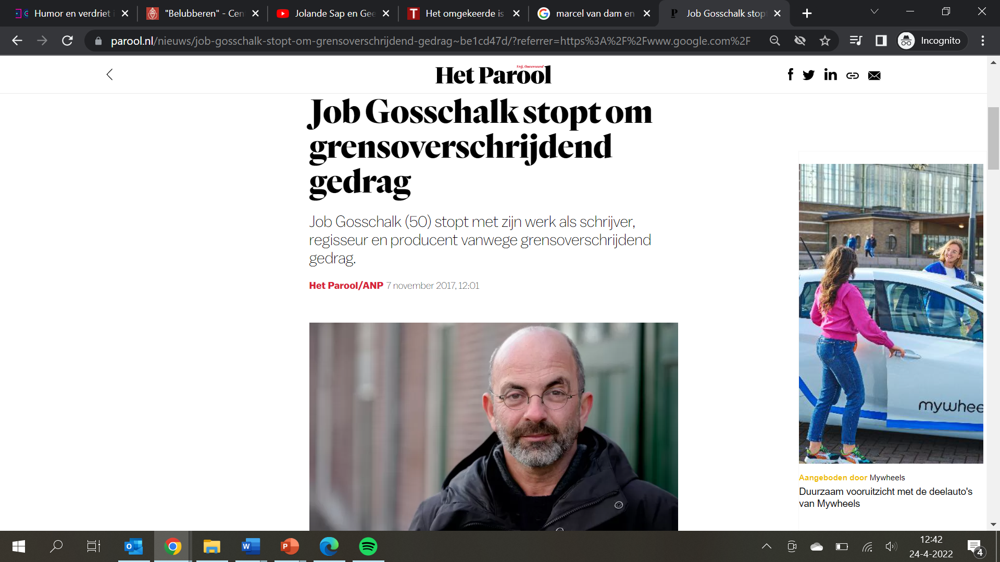 Humor en verdriet i
"Belubberen" - Cen
Jolande Sap en Gee
Het omgekeerde is
marcel van dam en
Job Gosschalk stopt
parool.nl/nieuws/job-gosschalk-stopt-om-grensoverschrijdend-gedrag~be1cd47d/?referrer=https%3A%2F%2Fwww.google.com%2F
Incognito
Vrij, Onverveerd
Het Parool
Job Gosschalk stopt om
grensoverschrijdend
gedrag
Job Gosschalk (50) stopt met zijn werk als schrijver,
regisseur en producent vanwege grensoverschrijdend
gedrag.
Het Parool/ANP 7 november 2017, 12:01
mywhee
Aangeboden door Mywheels
Duurzaam vooruitzicht met de deelauto's
van Mywheels
12:42
24-4-2022
4